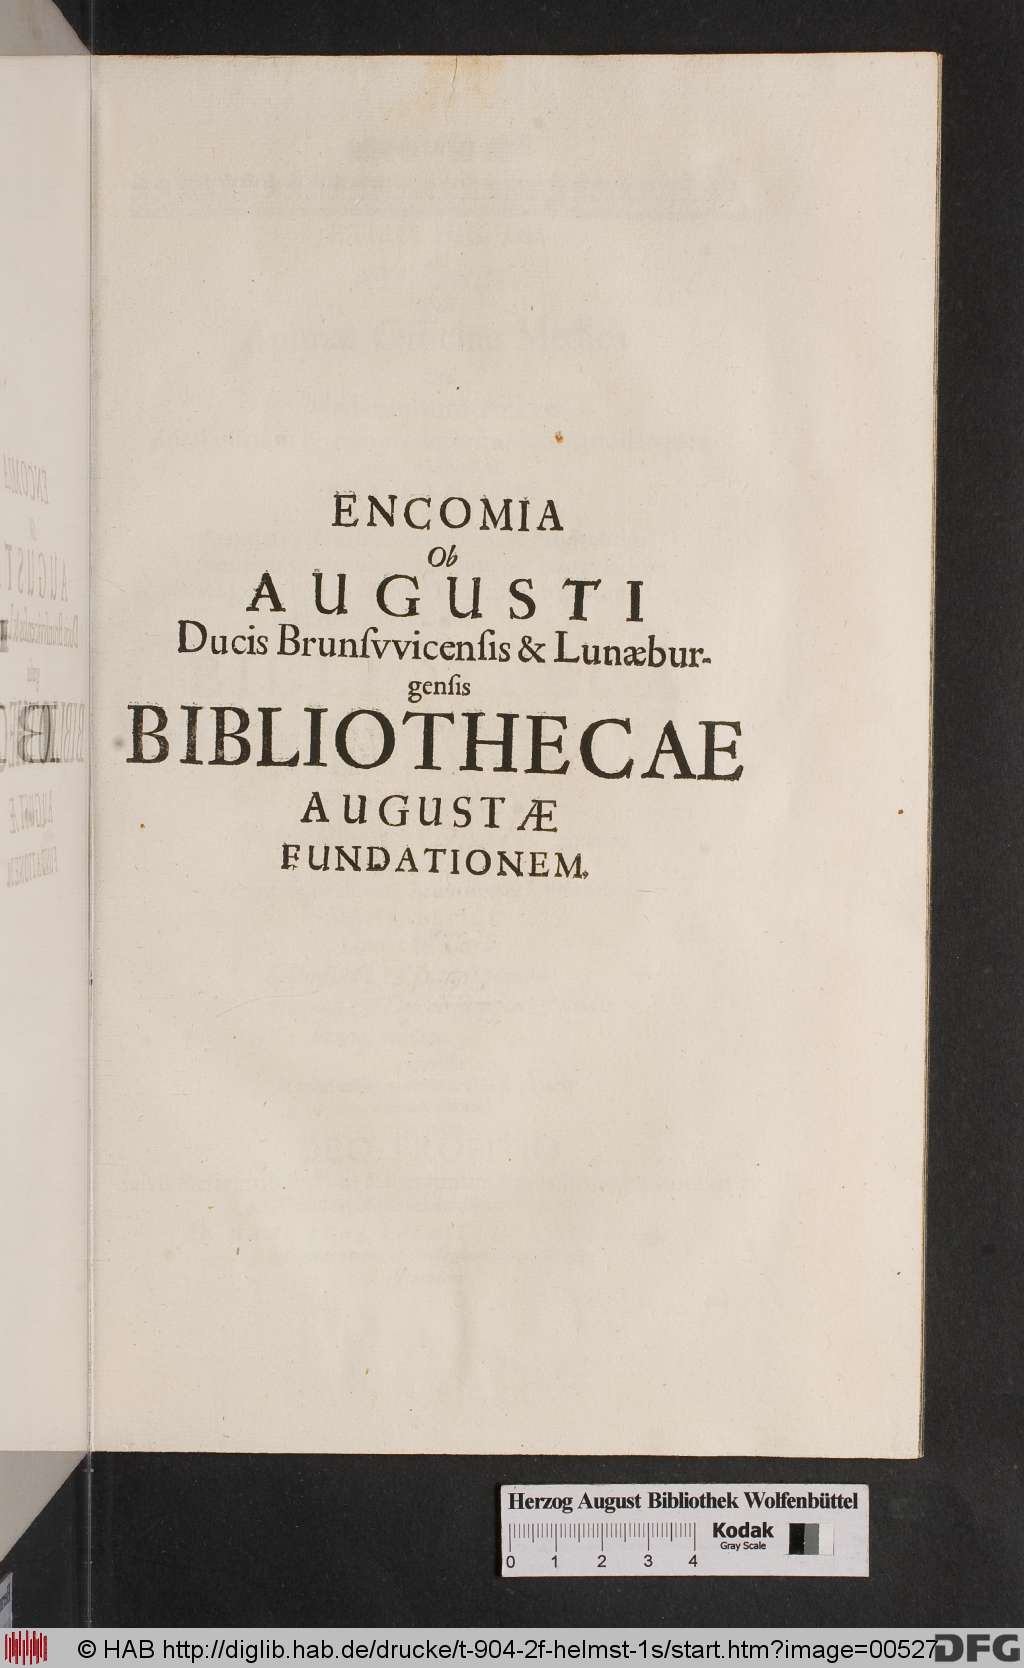 ENCOMIA
Ob
AUGUSTI
Ducis Brunſvvicenſis & Lunæbur-
genſis
BIBLIOTHECAE
AUGUSTÆ
FUNDATIONEM.
Herzog August Bibliothek Wolfenbüttel
0 1 2 3 4
Kodak
Gray Scale
© HAB http://diglib.hab.de/drucke/t-904-2f-helmst-1s/start.htm?image=00527
DFG